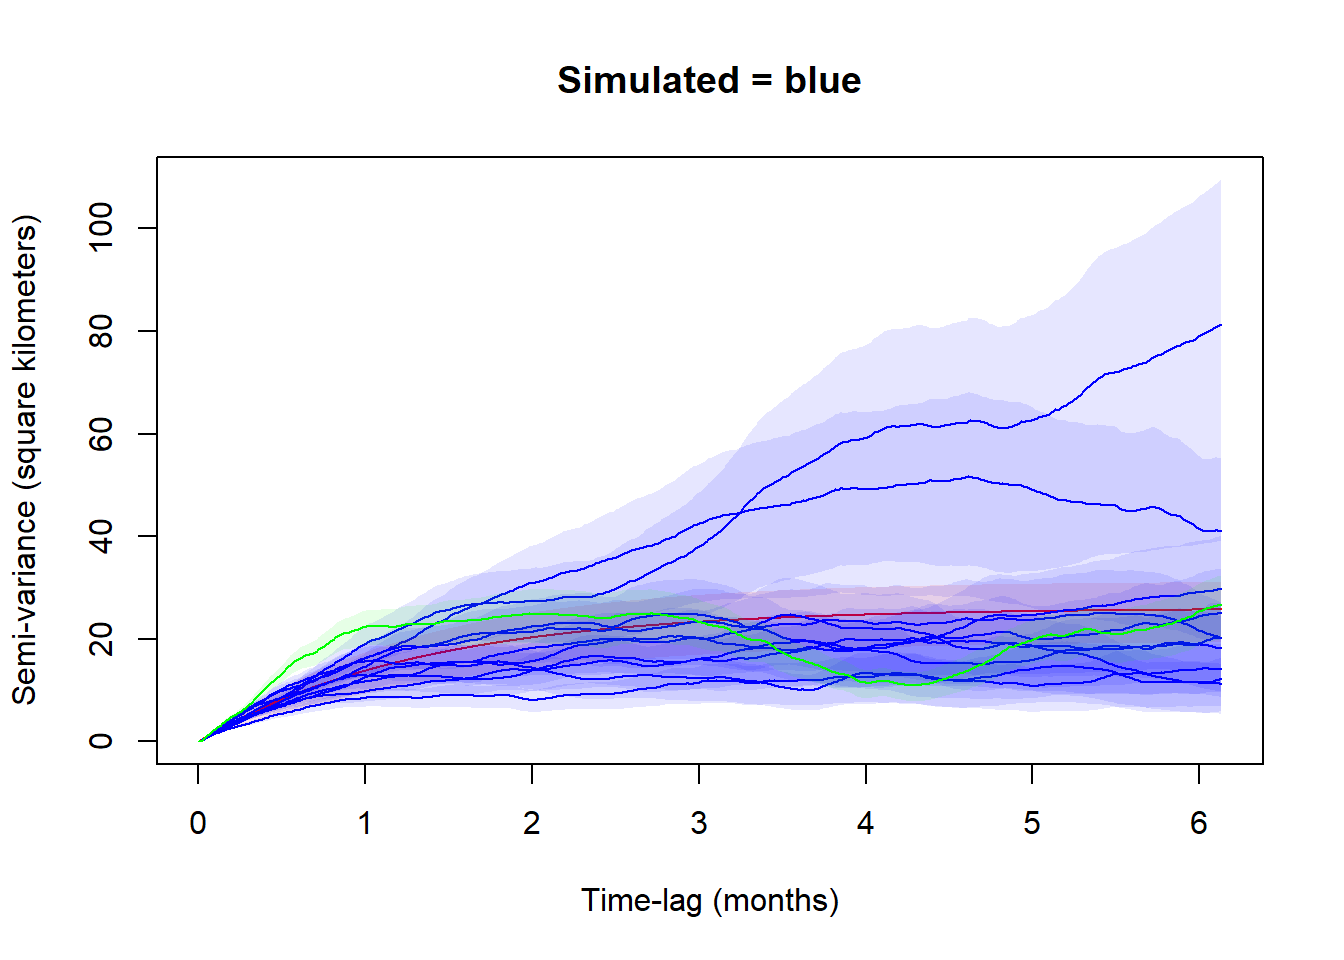 Simulated = blue
Semi-variance (square kilometers)
100
80
60
40
20
0
0 1 2 3 4 5 6
Time-lag (months)